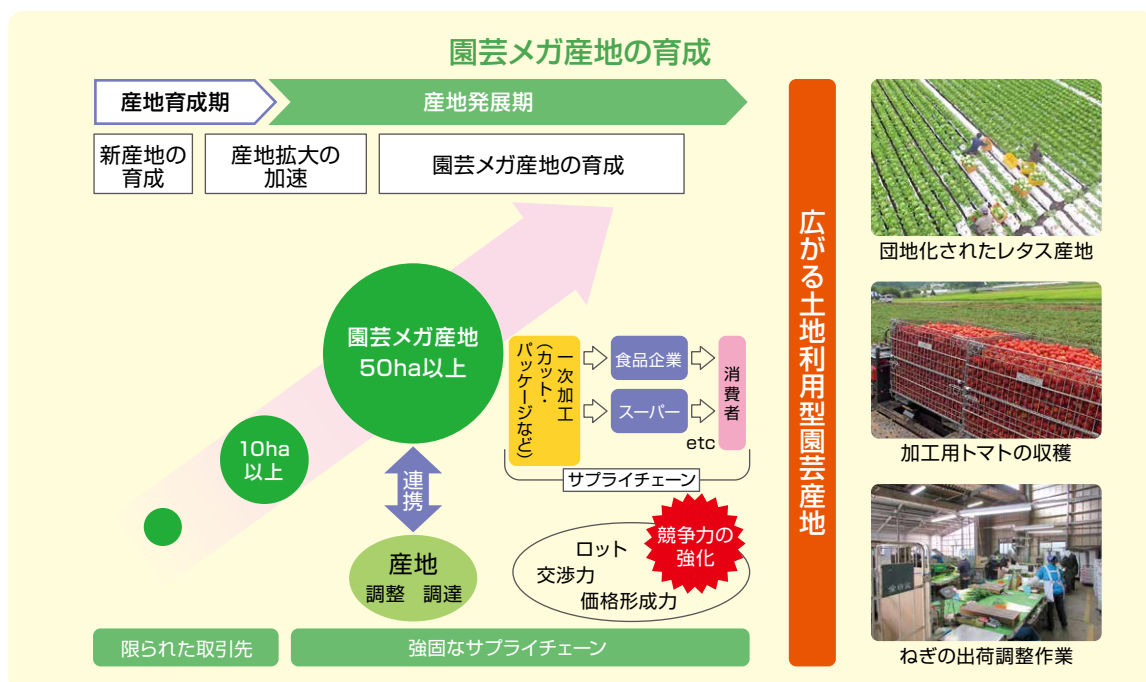 園芸メガ産地の育成
産地育成期
産地発展期
新産地の
育成
産地拡大の
加速
園芸メガ産地の育成
園芸メガ産地
50ha以上
10ha
以上
連携
産地
調整 調達
一次加工
(カット・
パッケージなど)
食品企業
スーパー
etc
消費者
サプライチェーン
ロット
交渉力
価格形成力
競争力の
強化
限られた取引先
強固なサプライチェーン
広がる土地利用型園芸産地
団地化されたレタス産地
加工用トマトの収穫
ねぎの出荷調整作業